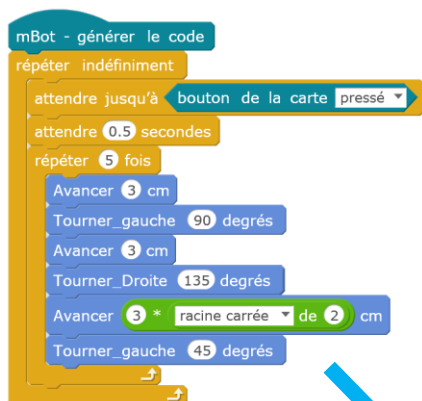 mBot - générer le code
répéter indéfiniment
attendre jusqu'à bouton de la carte pressé
attendre 0.5 secondes
répéter 5 fois
Avancer 3 cm
Tourner_gauche 90 degrés
Avancer 3 cm
Tourner_Droite 135 degrés
Avancer 3 * racine carrée de 2 cm
Tourner_gauche 45 degrés